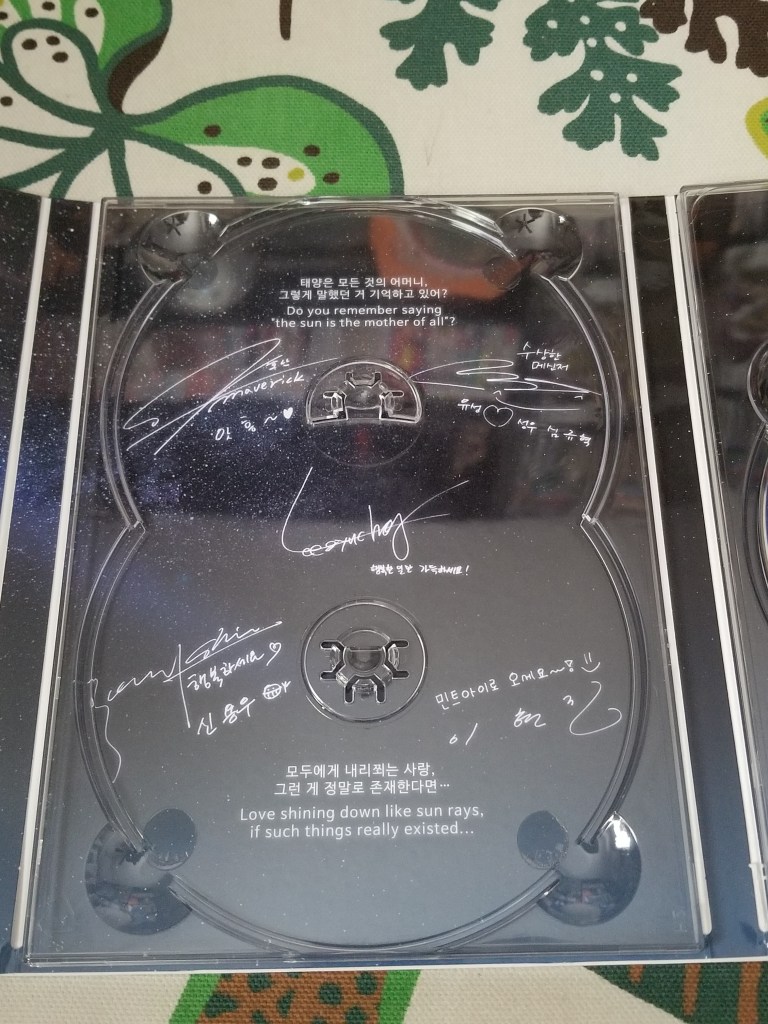 태양은 모든 것의 어머니,
그렇게 말했던 거 기억하고 있어?
Do you remember saying
"the sun is the mother of all"?
maverick
수상한
메신저
유성 ♡ 성우 심규혁
행복한 일만 가득하세요!
행복하세요♡
신용우
민트아이로 오세요~
이현진
모두에게 내리쬐는 사랑,
그런 게 정말로 존재한다면…
Love shining down like sun rays,
if such things really existed...